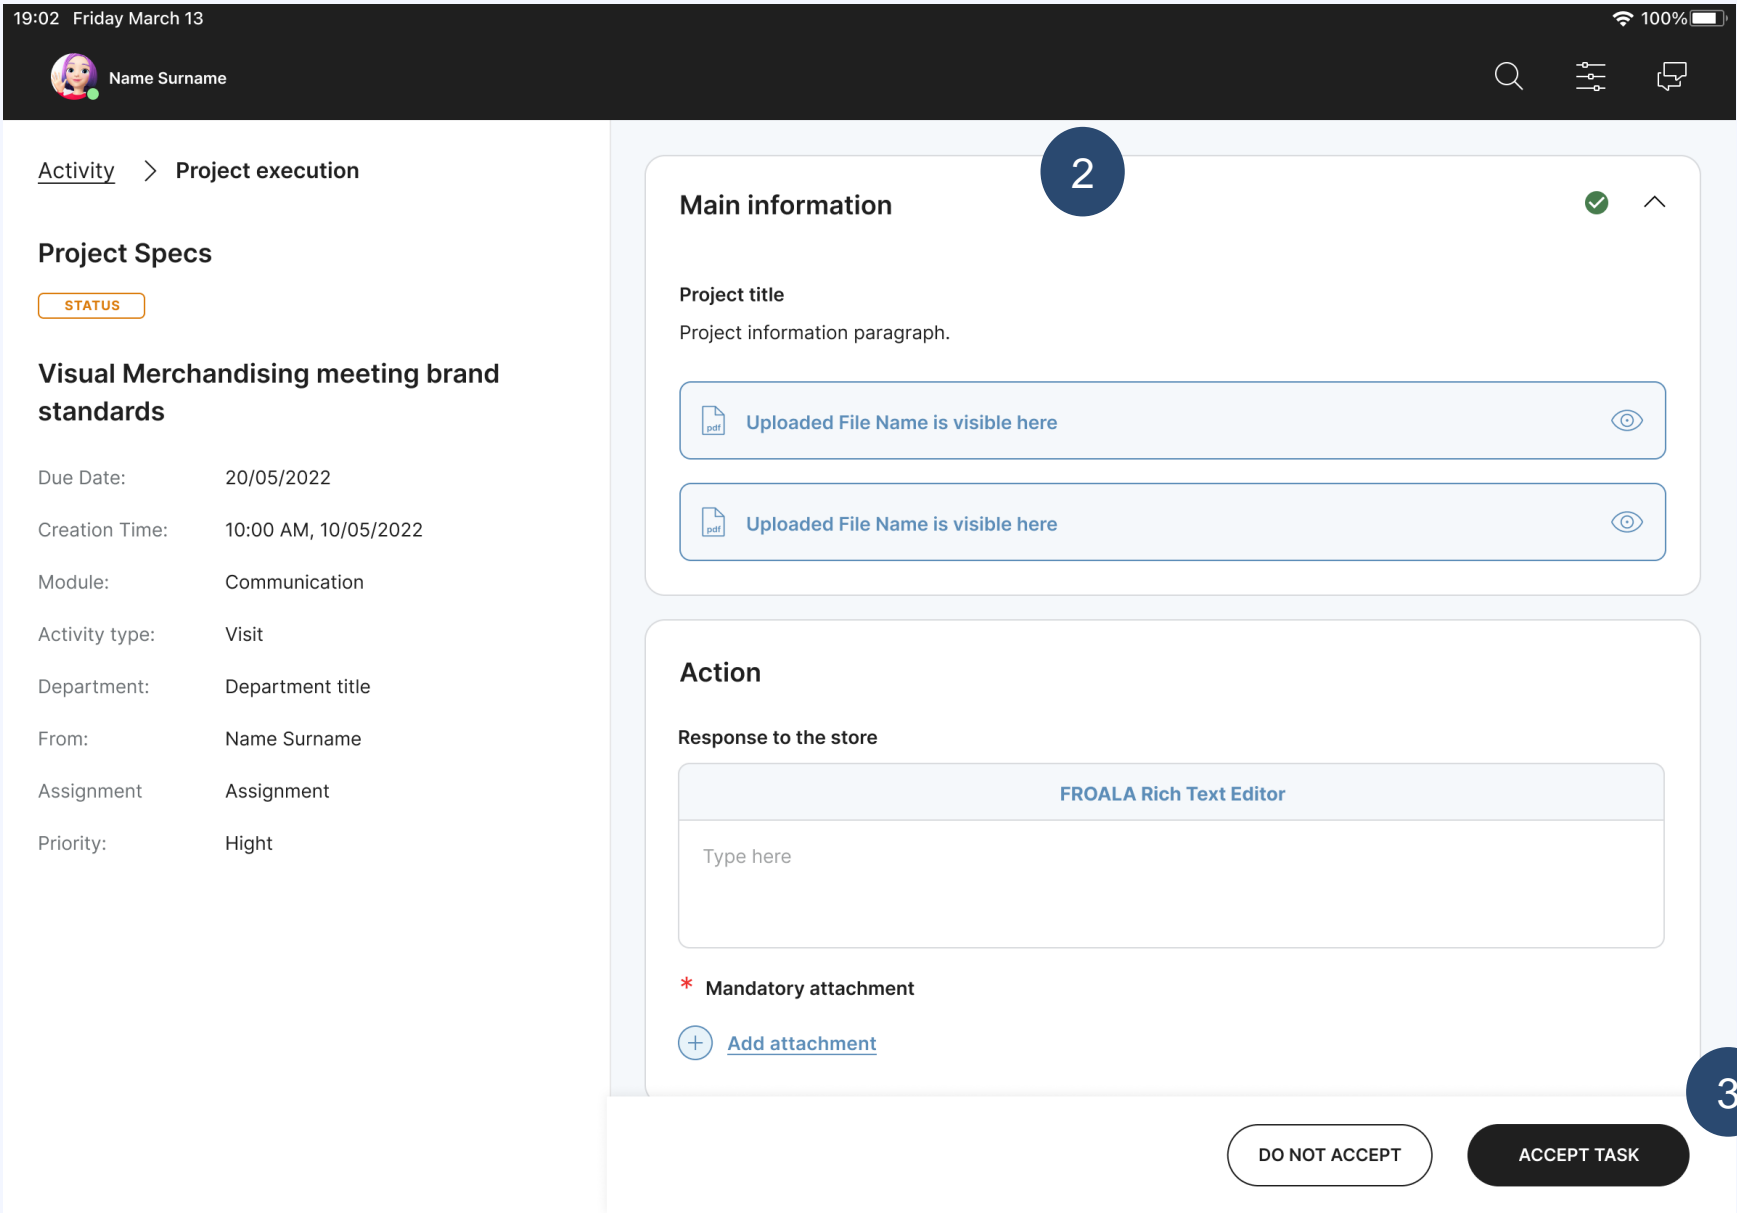 19:02 Friday March 13
100%
Name Surname
Activity
Project execution
Project Specs
STATUS
Visual Merchandising meeting brand
standards
Due Date: 20/05/2022
Creation Time: 10:00 AM, 10/05/2022
Module: Communication
Activity type: Visit
Department: Department title
From: Name Surname
Assignment Assignment
Priority: Hight
2
Main information
Project title
Project information paragraph.
pdf Uploaded File Name is visible here
pdf Uploaded File Name is visible here
Action
Response to the store
FROALA Rich Text Editor
Type here
* Mandatory attachment
Add attachment
3
DO NOT ACCEPT
ACCEPT TASK